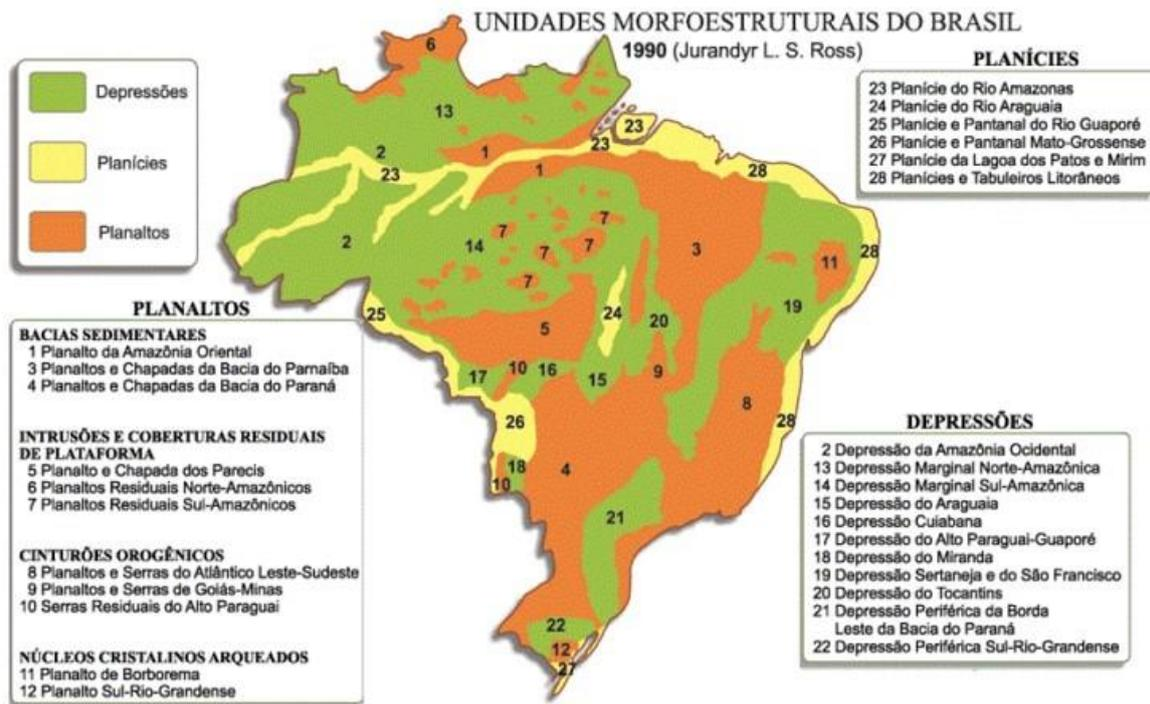 UNIDADES MORFOESTRUTURAIS DO BRASIL
1990 (Jurandyr L. S. Ross)
Depressões
Planícies
Planaltos
PLANÍCIES
23 Planície do Rio Amazonas
24 Planície do Rio Araguaia
25 Planície e Pantanal do Rio Guaporé
26 Planície e Pantanal Mato-Grossense
27 Planície da Lagoa dos Patos e Mirim
28 Planícies e Tabuleiros Litorâneos
PLANALTOS
BACIAS SEDIMENTARES
1 Planalto da Amazônia Oriental
3 Planaltos e Chapadas da Bacia do Parnaíba
4 Planaltos e Chapadas da Bacia do Paraná
INTRUSÕES E COBERTURAS RESIDUAIS
DE PLATAFORMA
5 Planalto e Chapada dos Parecis
6 Planaltos Residuais Norte-Amazônicos
7 Planaltos Residuais Sul-Amazônicos
CINTURÕES OROGÊNICOS
8 Planaltos e Serras do Atlântico Leste-Sudeste
9 Planaltos e Serras de Goiás-Minas
10 Serras Residuais do Alto Paraguai
NÚCLEOS CRISTALINOS ARQUEADOS
11 Planalto de Borborema
12 Planalto Sul-Rio-Grandense
DEPRESSÕES
2 Depressão da Amazônia Ocidental
13 Depressão Marginal Norte-Amazônica
14 Depressão Marginal Sul-Amazônica
15 Depressão do Araguaia
16 Depressão Cuiabana
17 Depressão do Alto Paraguai-Guaporé
18 Depressão do Miranda
19 Depressão Sertaneja e do São Francisco
20 Depressão do Tocantins
21 Depressão Periférica da Borda
Leste da Bacia do Paraná
22 Depressão Periférica Sul-Rio-Grandense
6
13
23
2
1
23
23
1
28
2
14
7
7
7
7
3
11
28
19
25
24
20
5
10
16
17
15
9
8
26
28
18
10
4
21
22
12
27